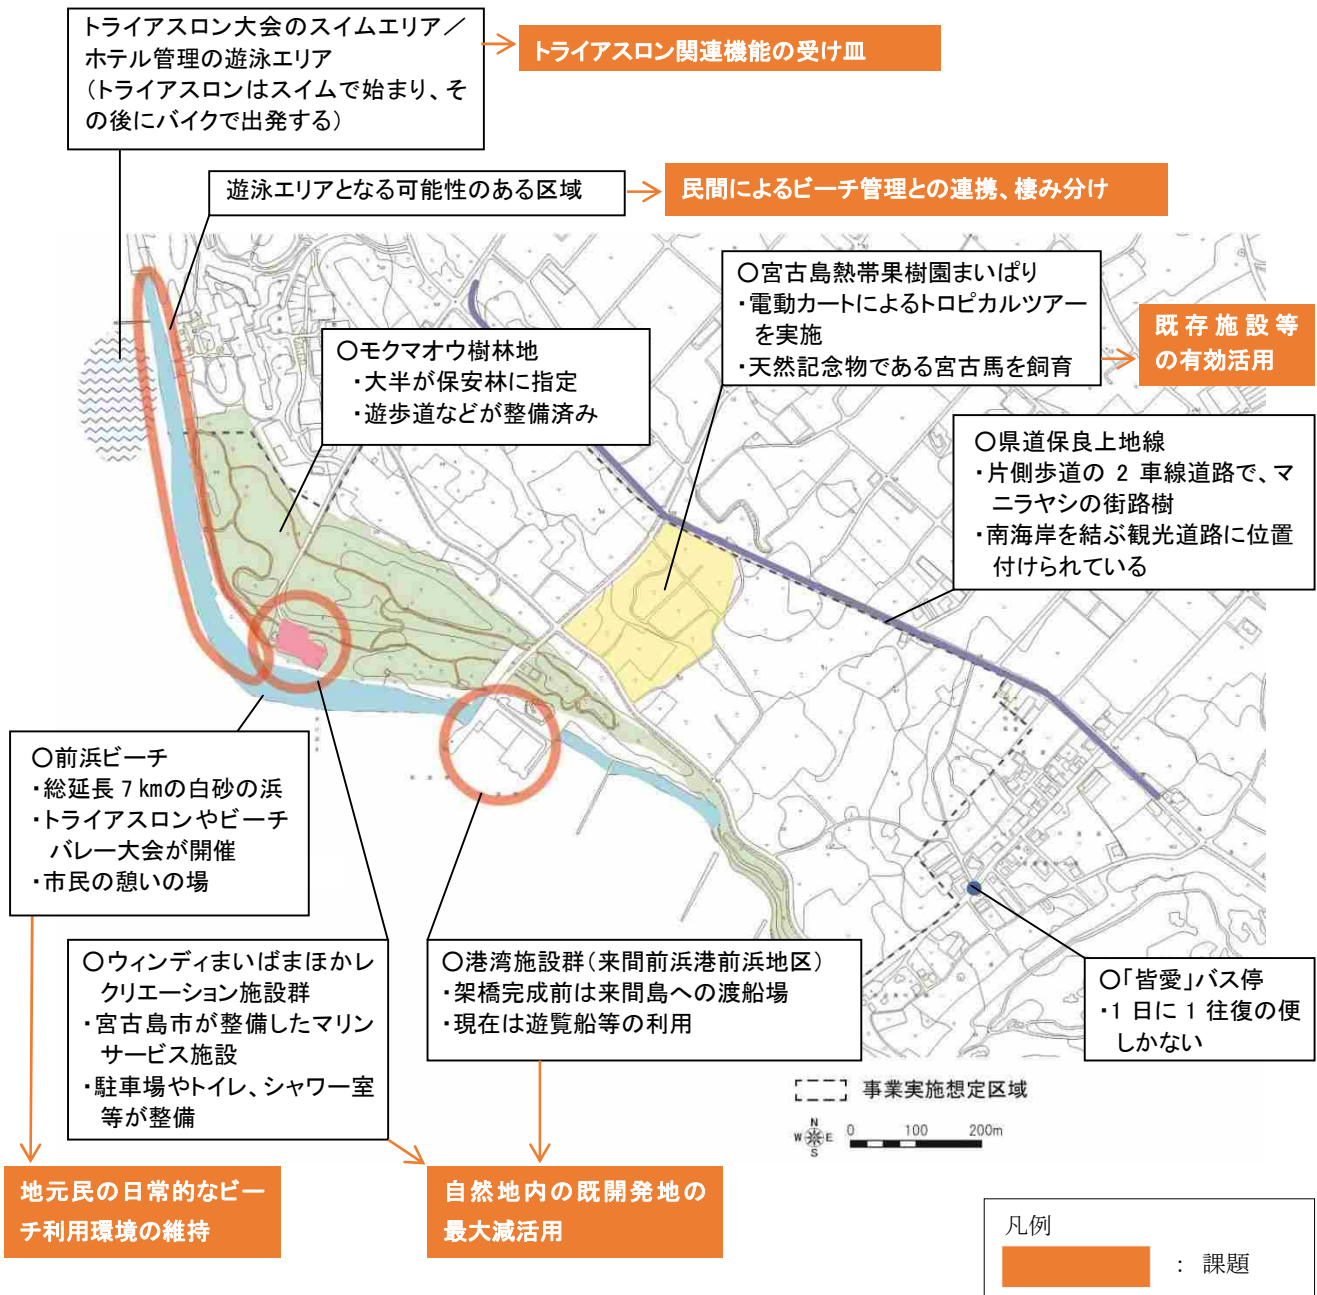 トライアスロン大会のスイムエリア／
ホテル管理の遊泳エリア
（トライアスロンはスイムで始まり、そ
の後にバイクで出発する）
トライアスロン関連機能の受け皿
遊泳エリアとなる可能性のある区域
民間によるビーチ管理との連携、棲み分け
〇宮古島熱帯果樹園まいぱり
・電動カートによるトロピカルツアー
を実施
・天然記念物である宮古馬を飼育
既存施設等
の有効活用
〇モクマオウ樹林地
・大半が保安林に指定
・遊歩道などが整備済み
〇県道保良上地線
・片側歩道の 2 車線道路で、マ
ニラヤシの街路樹
・南海岸を結ぶ観光道路に位置
付けられている
〇前浜ビーチ
・総延長 7 kmの白砂の浜
・トライアスロンやビーチ
バレー大会が開催
・市民の憩いの場
〇ウィンディまいばまほかレ
クリエーション施設群
・宮古島市が整備したマリン
サービス施設
・駐車場やトイレ、シャワー室
等が整備
〇港湾施設群（来間前浜港前浜地区）
・架橋完成前は来間島への渡船場
・現在は遊覧船等の利用
〇「皆愛」バス停
・1 日に 1 往復の便
しかない
事業実施想定区域
N
W E
S
0 100 200m
地元民の日常的なビー
チ利用環境の維持
自然地内の既開発地の
最大減活用
凡例
： 課題